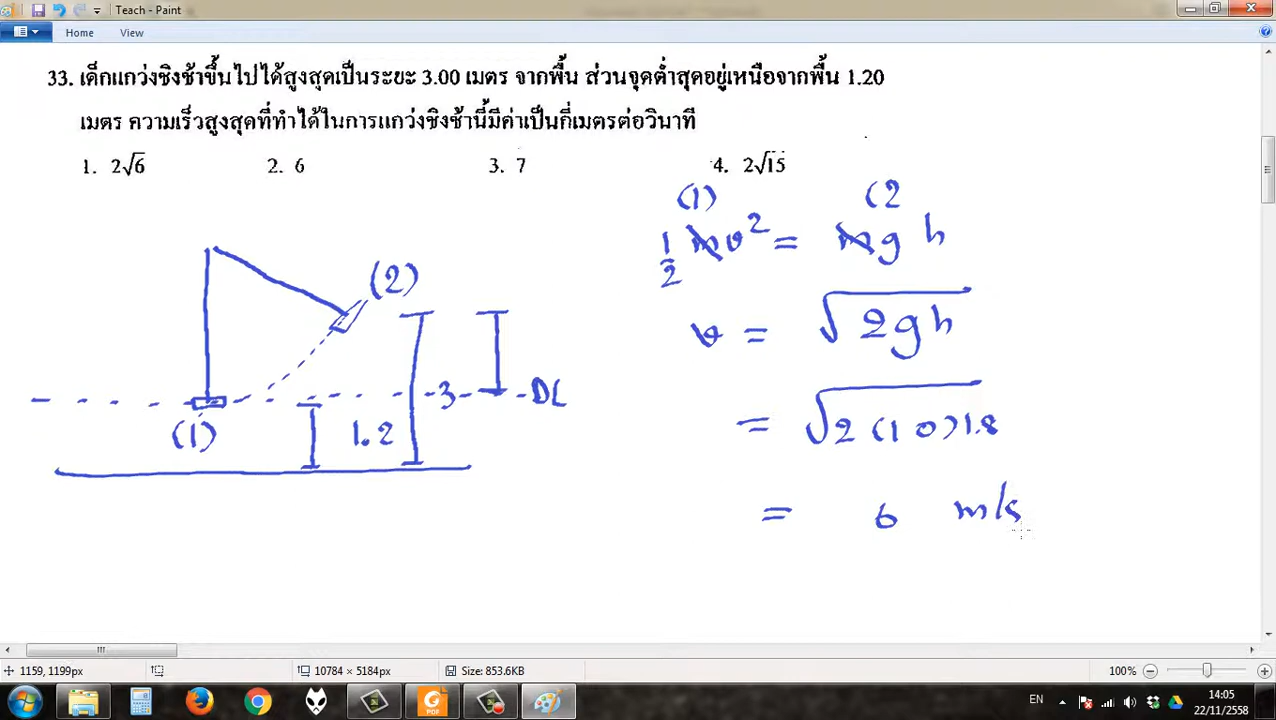 Teach - Paint
Home View
33. เด็กแกว่งชิงช้าขึ้นไปได้สูงสุดเป็นระยะ 3.00 เมตร จากพื้น ส่วนจุดต่ำสุดอยู่เหนือจากพื้น 1.20
เมตร ความเร็วสูงสุดที่ทำได้ในการแกว่งชิงช้านี้มีค่าเป็นกี่เมตรต่อวินาที
1. 2√6 2. 6 3. 7 4. 2√15
(1) (2
1/2 mv² = mgh
v = √2gh
= √2(10)1.8
= 6 m/s
(2)
3 DL
(1) 1.2
1159, 1199px 10784 × 5184px Size: 853.6KB 100%
PDF
EN 14:05
22/11/2558